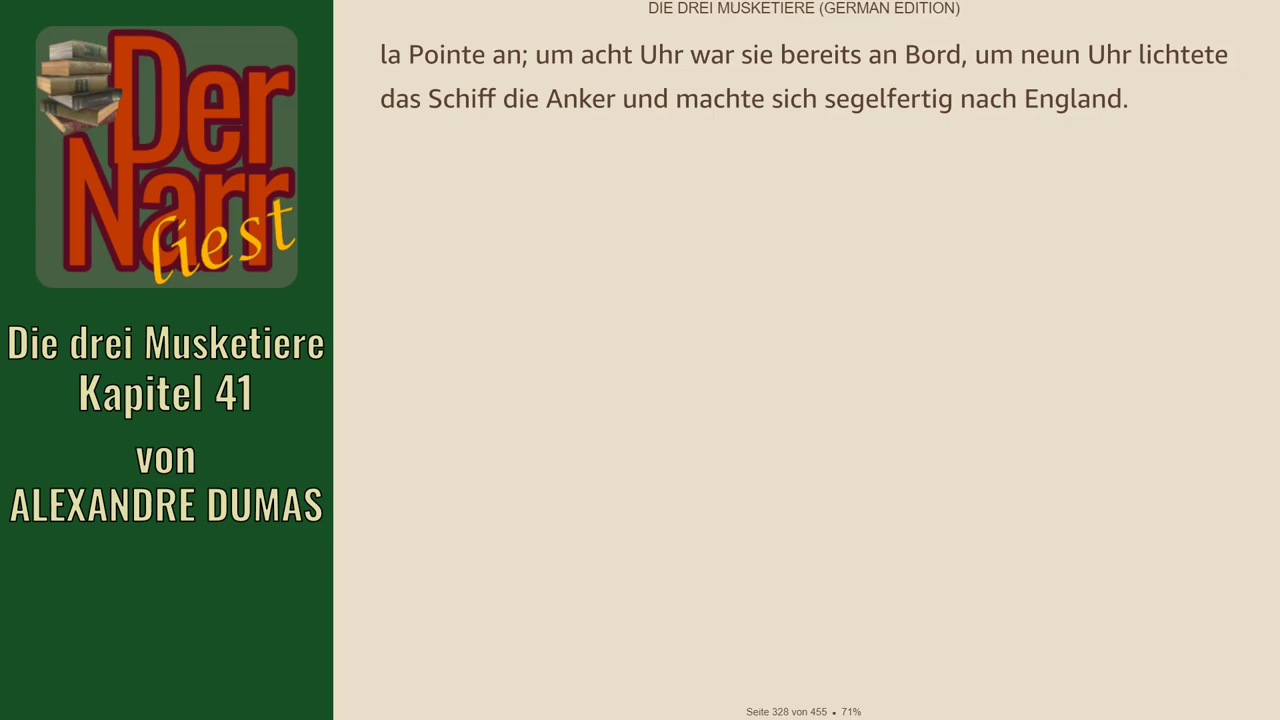 Der
Narr
liest
Die drei Musketiere
Kapitel 41
von
ALEXANDRE DUMAS
DIE DREI MUSKETIERE (GERMAN EDITION)
la Pointe an; um acht Uhr war sie bereits an Bord, um neun Uhr lichtete
das Schiff die Anker und machte sich segelfertig nach England.
Seite 328 von 455 • 71%